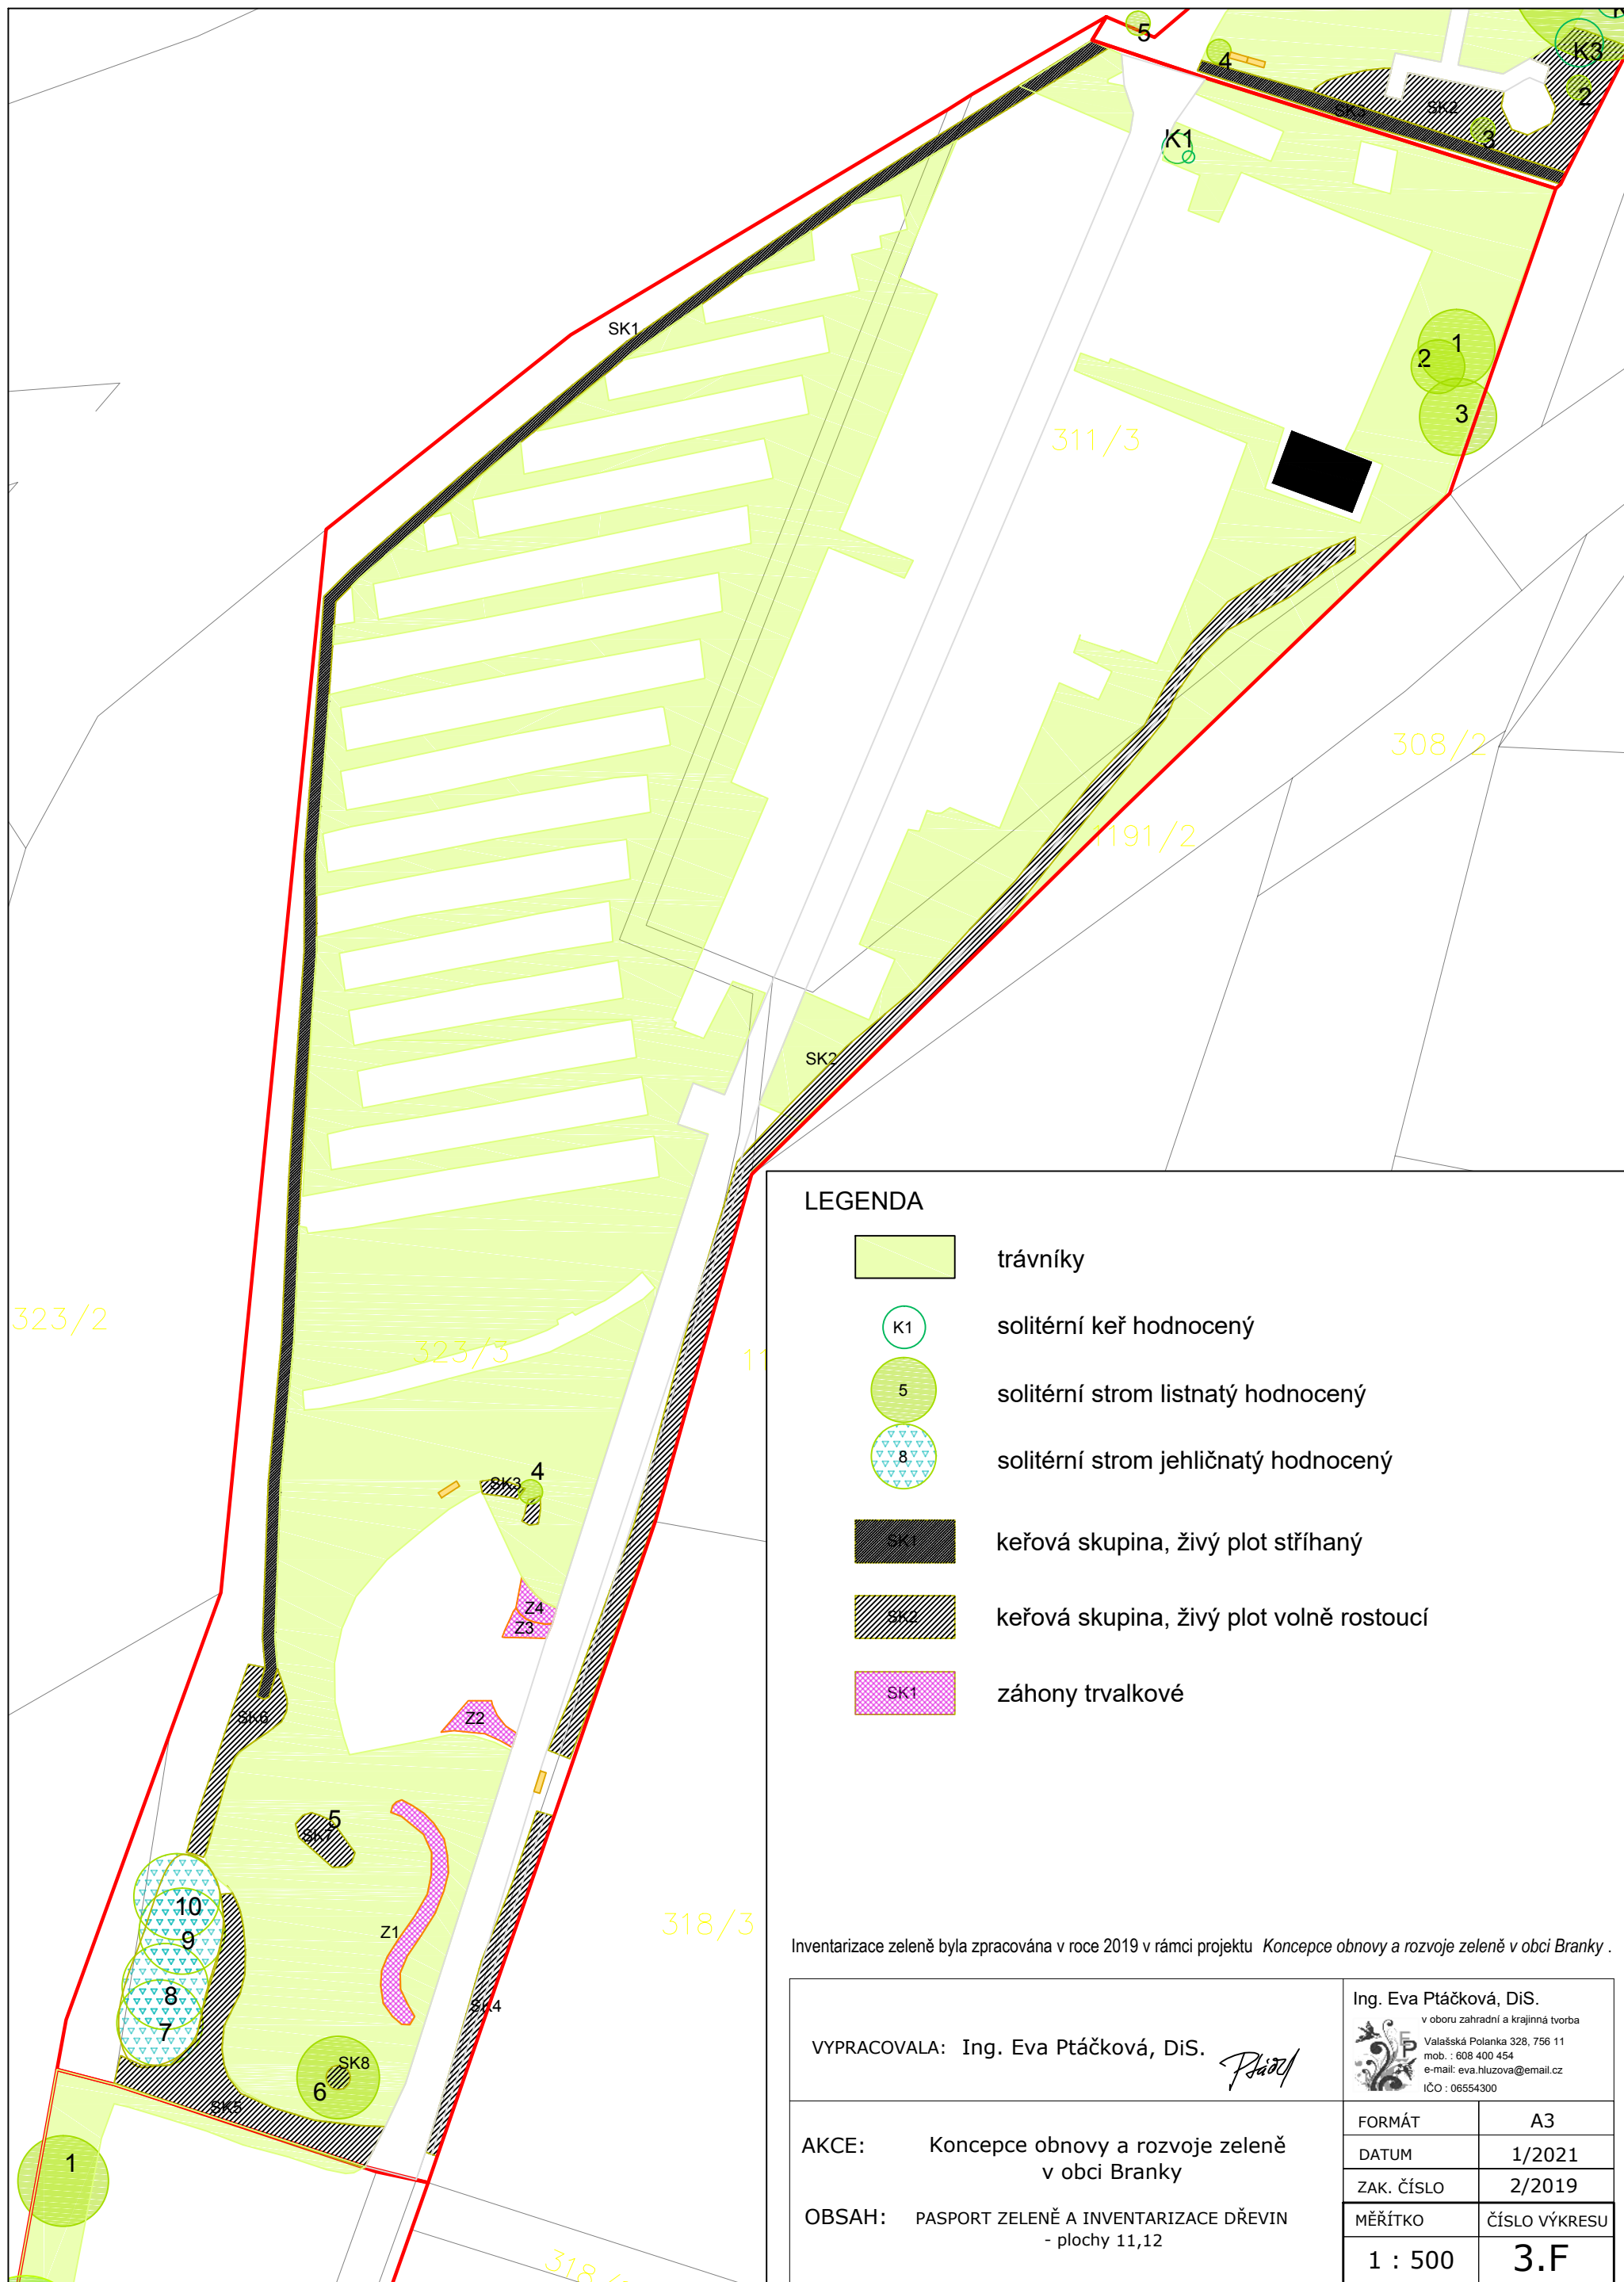 5
4
K3
2
SK3
SK2
3
K1
SK1
1
2
3
311/3
308/2
191/2
SK2
323/2
323/3
11
4
SK3
Z4
Z3
Z2
SK6
5
SK7
10
9
Z1
318/3
8
7
SK4
SK8
6
SK5
1
318/
LEGENDA
trávníky
K1 solitérní keř hodnocený
5 solitérní strom listnatý hodnocený
8 solitérní strom jehličnatý hodnocený
SK1 keřová skupina, živý plot stříhaný
SK2 keřová skupina, živý plot volně rostoucí
SK1 záhony trvalkové
Inventarizace zeleně byla zpracována v roce 2019 v rámci projektu Koncepce obnovy a rozvoje zeleně v obci Branky .
VYPRACOVALA: Ing. Eva Ptáčková, DiS.
Ing. Eva Ptáčková, DiS.
v oboru zahradní a krajinná tvorba
Valašská Polanka 328, 756 11
mob. : 608 400 454
e-mail: eva.hluzova@email.cz
IČO : 06554300
AKCE: Koncepce obnovy a rozvoje zeleně
v obci Branky
OBSAH: PASPORT ZELENĚ A INVENTARIZACE DŘEVIN
- plochy 11,12
FORMÁT A3
DATUM 1/2021
ZAK. ČÍSLO 2/2019
MĚŘÍTKO ČÍSLO VÝKRESU
1 : 500 3.F